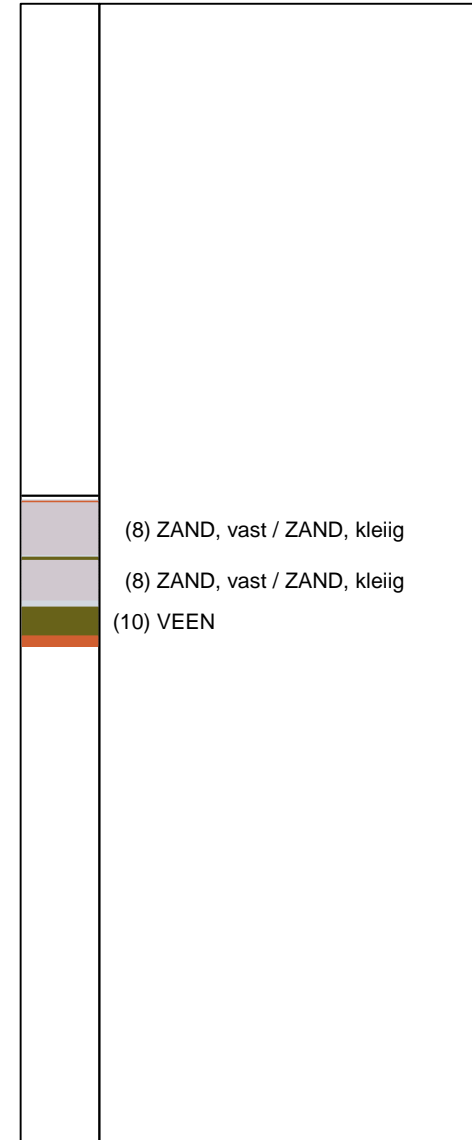 (8) ZAND, vast / ZAND, kleiig
(8) ZAND, vast / ZAND, kleiig
(10) VEEN